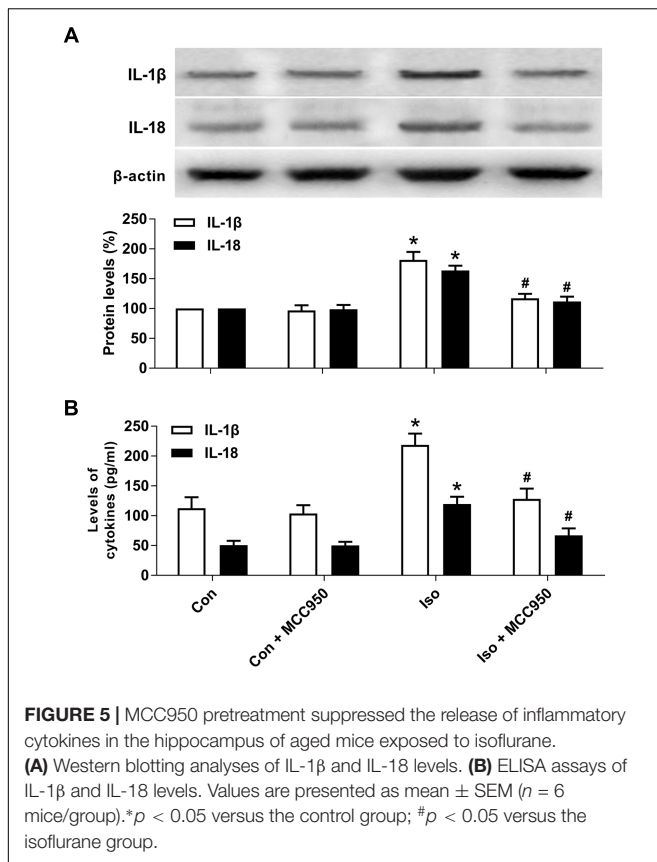 A
IL-1β
IL-18
β-actin
IL-1β
IL-18
Protein levels (%)
250
200
150
100
50
0
* *
# #
B
IL-1β
IL-18
Levels of
cytokines (pg/ml)
250
200
150
100
50
0
*
*
#
#
Con
Con + MCC950
Iso
Iso + MCC950
FIGURE 5 | MCC950 pretreatment suppressed the release of inflammatory
cytokines in the hippocampus of aged mice exposed to isoflurane.
(A) Western blotting analyses of IL-1β and IL-18 levels. (B) ELISA assays of
IL-1β and IL-18 levels. Values are presented as mean ± SEM (n = 6
mice/group).*p < 0.05 versus the control group; #p < 0.05 versus the
isoflurane group.